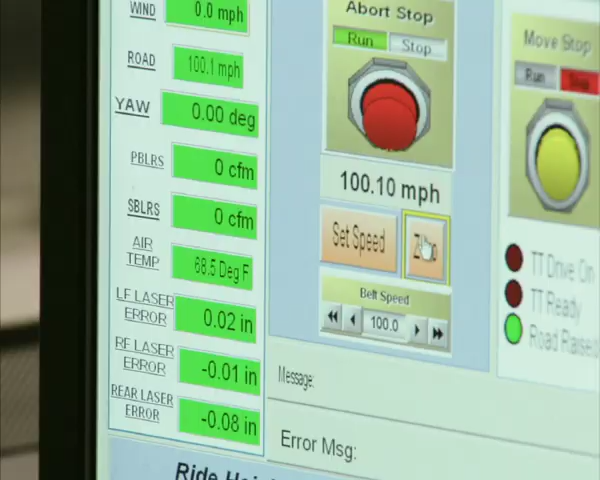 WIND 0.0 mph
ROAD 100.1 mph
YAW 0.00 deg
PBLRS 0 cfm
SBLRS 0 cfm
AIR TEMP 68.5 Deg F
LF LASER ERROR 0.02 in
RF LASER ERROR -0.01 in
REAR LASER ERROR -0.08 in
Abort Stop
Run Stop
100.10 mph
Set Speed
Belt Speed
100.0
Message:
Error Msg:
Move Stop
Run
TT Drive On
TT Ready
Road Raised
Ride